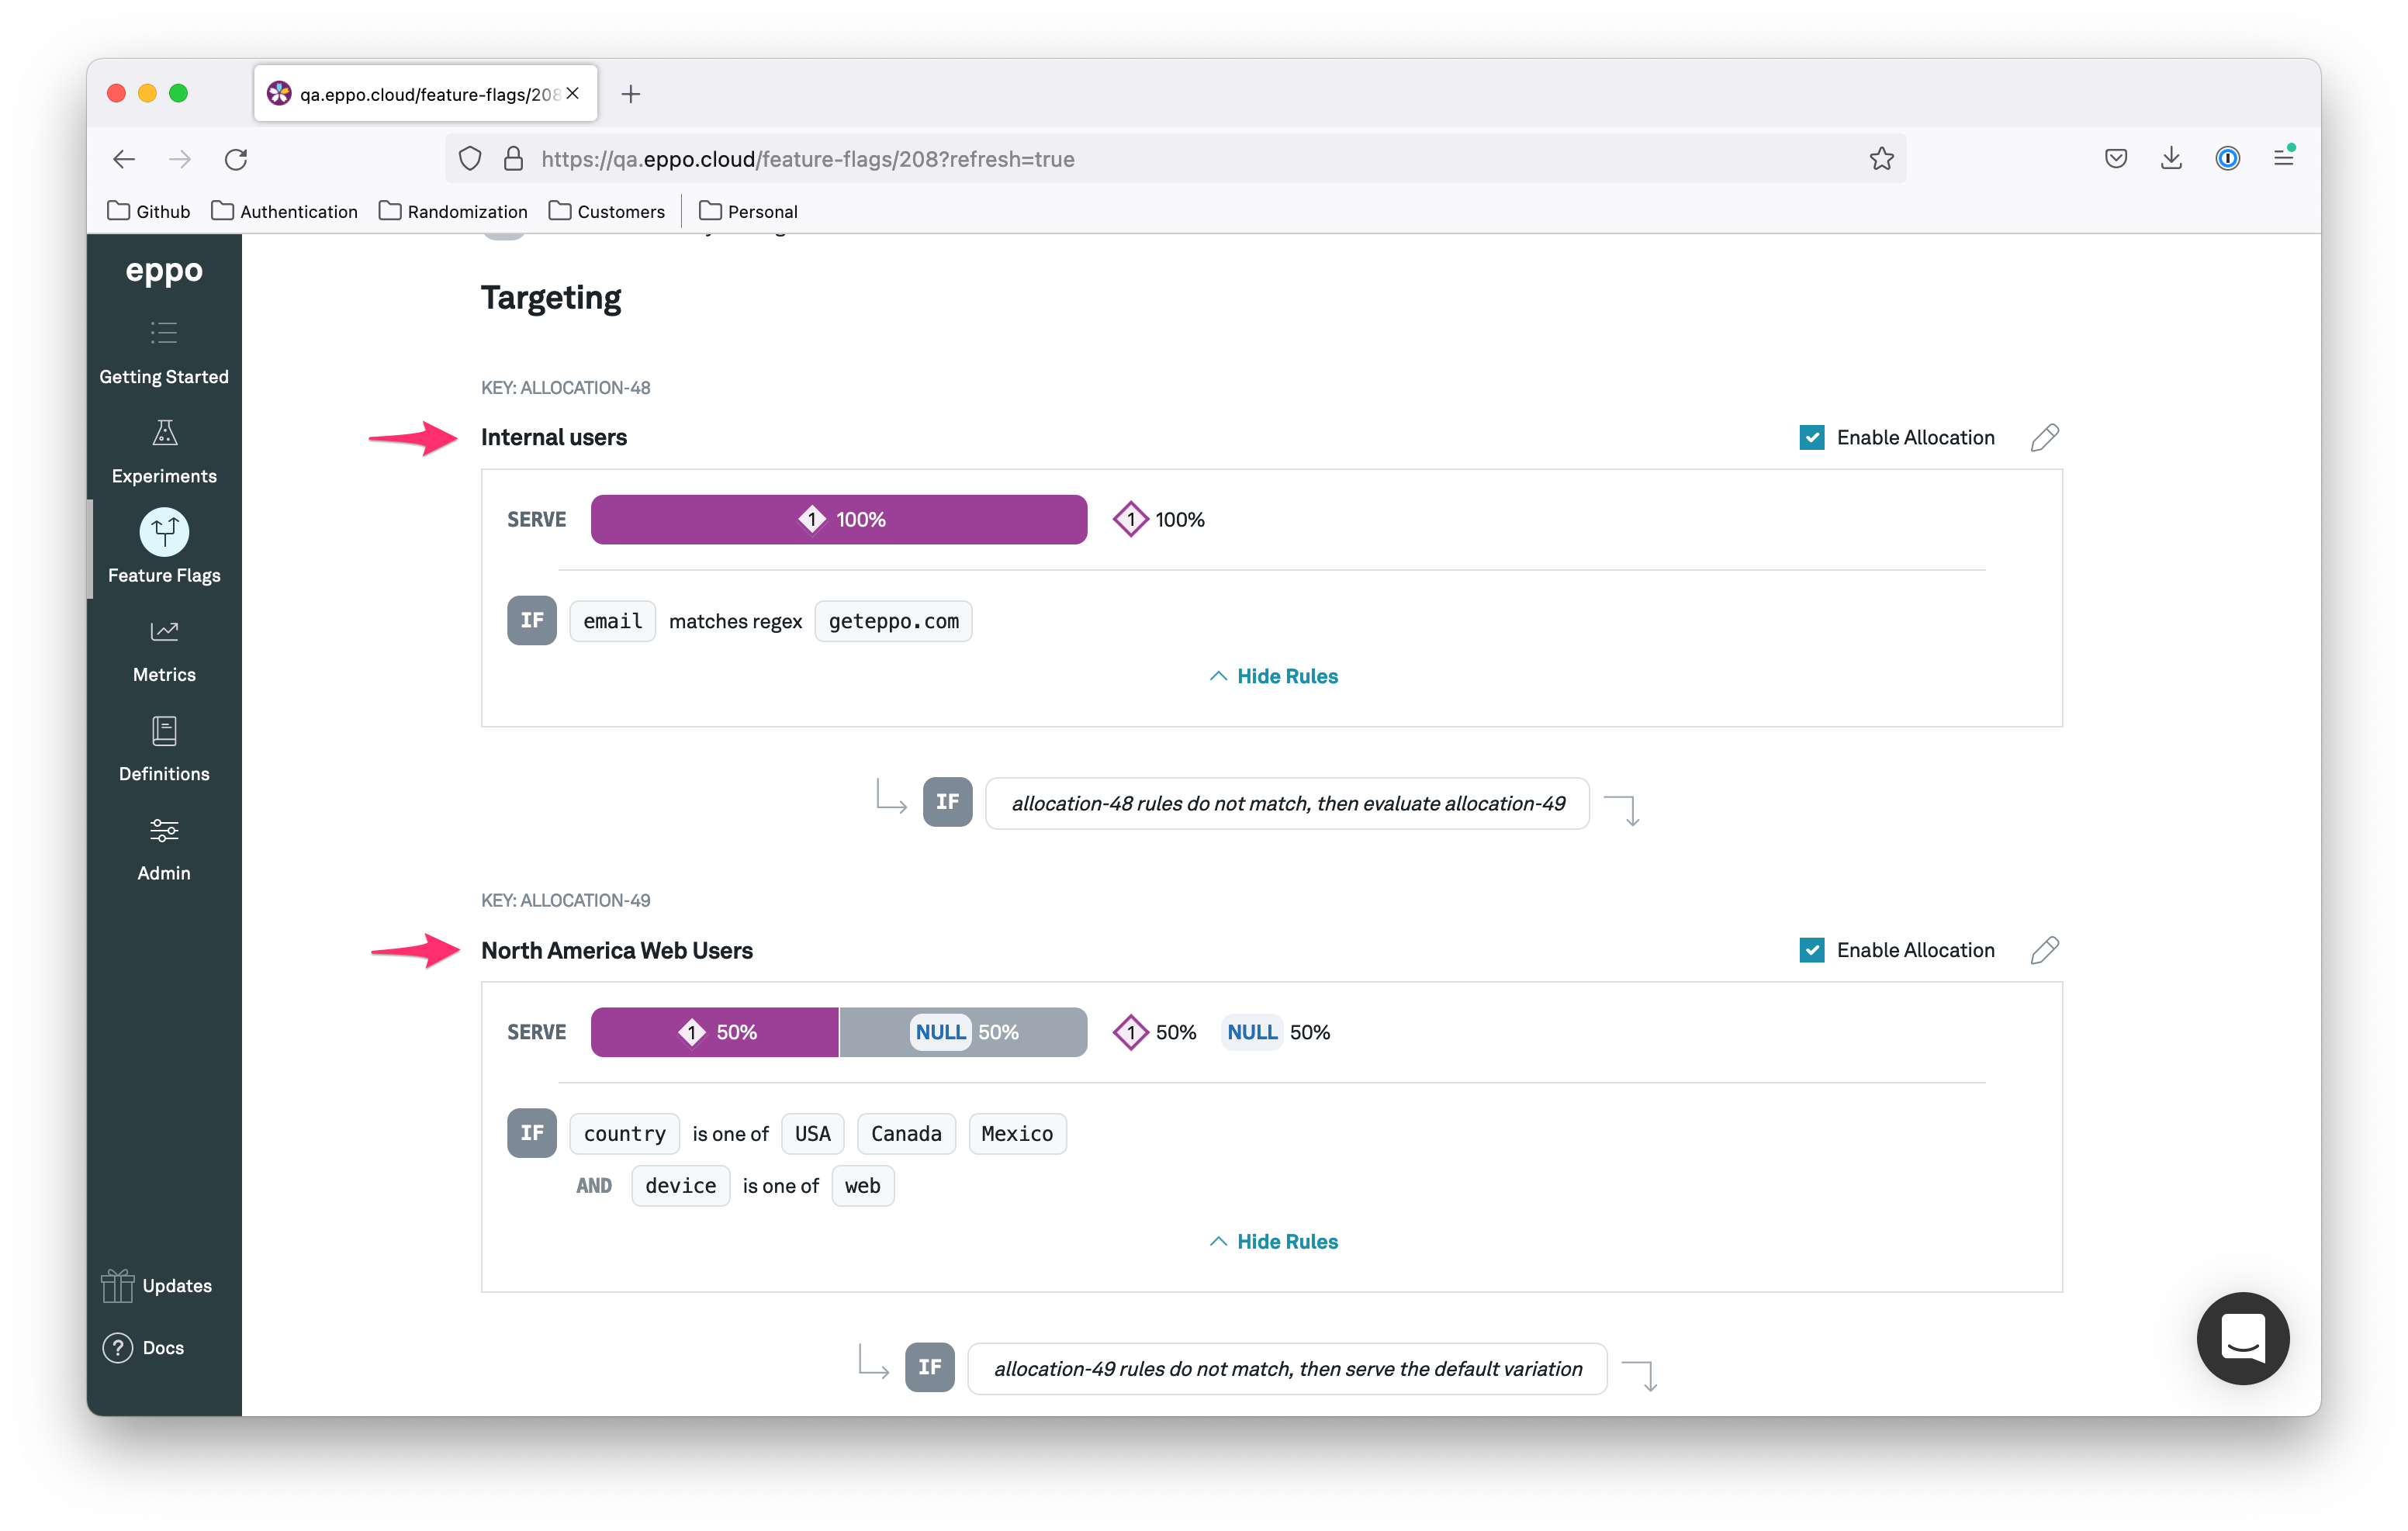 qa.eppo.cloud/feature-flags/208
https://qa.eppo.cloud/feature-flags/208?refresh=true
Github Authentication Randomization Customers Personal
eppo
Getting Started
Experiments
Feature Flags
Metrics
Definitions
Admin
Updates
? Docs
Targeting
KEY: ALLOCATION-48
Internal users
Enable Allocation
SERVE 1 100% 1 100%
IF email matches regex geteppo.com
Hide Rules
IF allocation-48 rules do not match, then evaluate allocation-49
KEY: ALLOCATION-49
North America Web Users
Enable Allocation
SERVE 1 50% NULL 50% 1 50% NULL 50%
IF country is one of USA Canada Mexico
AND device is one of web
Hide Rules
IF allocation-49 rules do not match, then serve the default variation